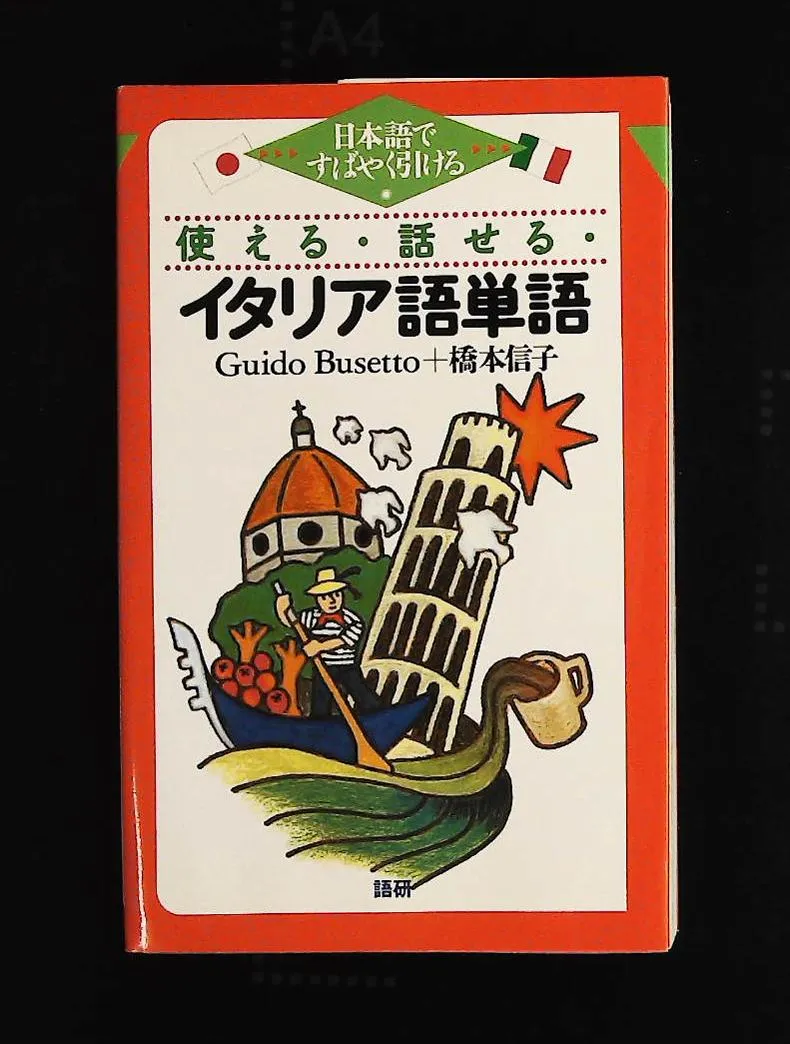 A4
日本語で
すばやく引ける
使える・話せる・
イタリア語単語
Guido Busetto+橋本信子
語研